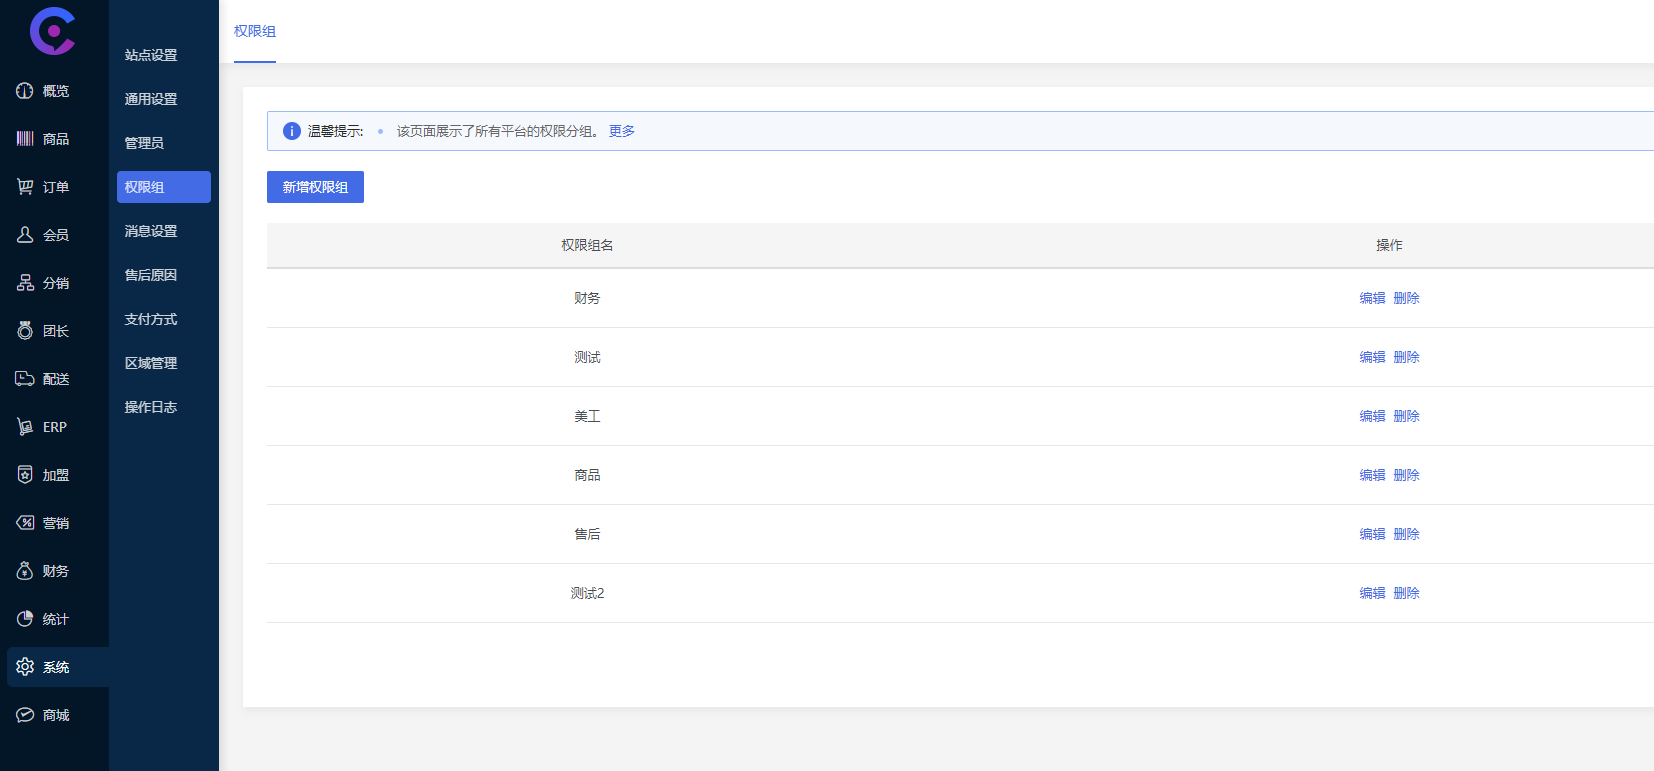 概览
商品
订单
会员
分销
团长
配送
ERP
加盟
营销
财务
统计
系统
商城
站点设置
通用设置
管理员
权限组
消息设置
售后原因
支付方式
区域管理
操作日志
权限组
温馨提示: 该页面展示了所有平台的权限分组。 更多
新增权限组
权限组名 操作
财务 编辑 删除
测试 编辑 删除
美工 编辑 删除
商品 编辑 删除
售后 编辑 删除
测试2 编辑 删除